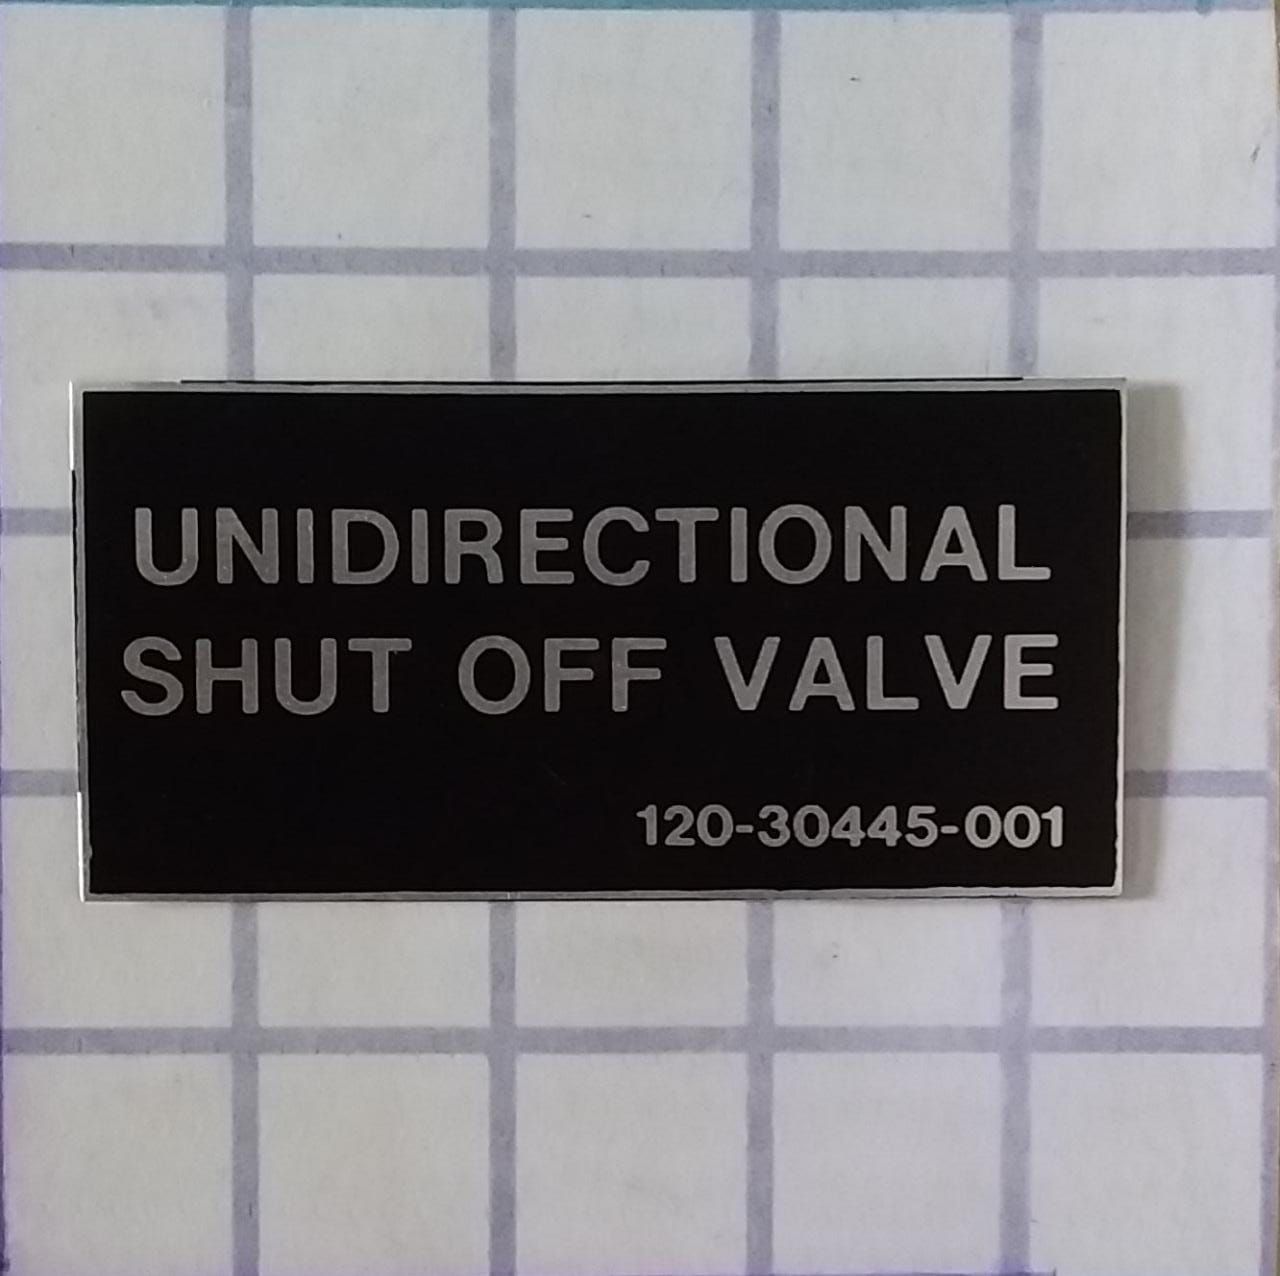 UNIDIRECTIONAL
SHUT OFF VALVE
120-30445-001